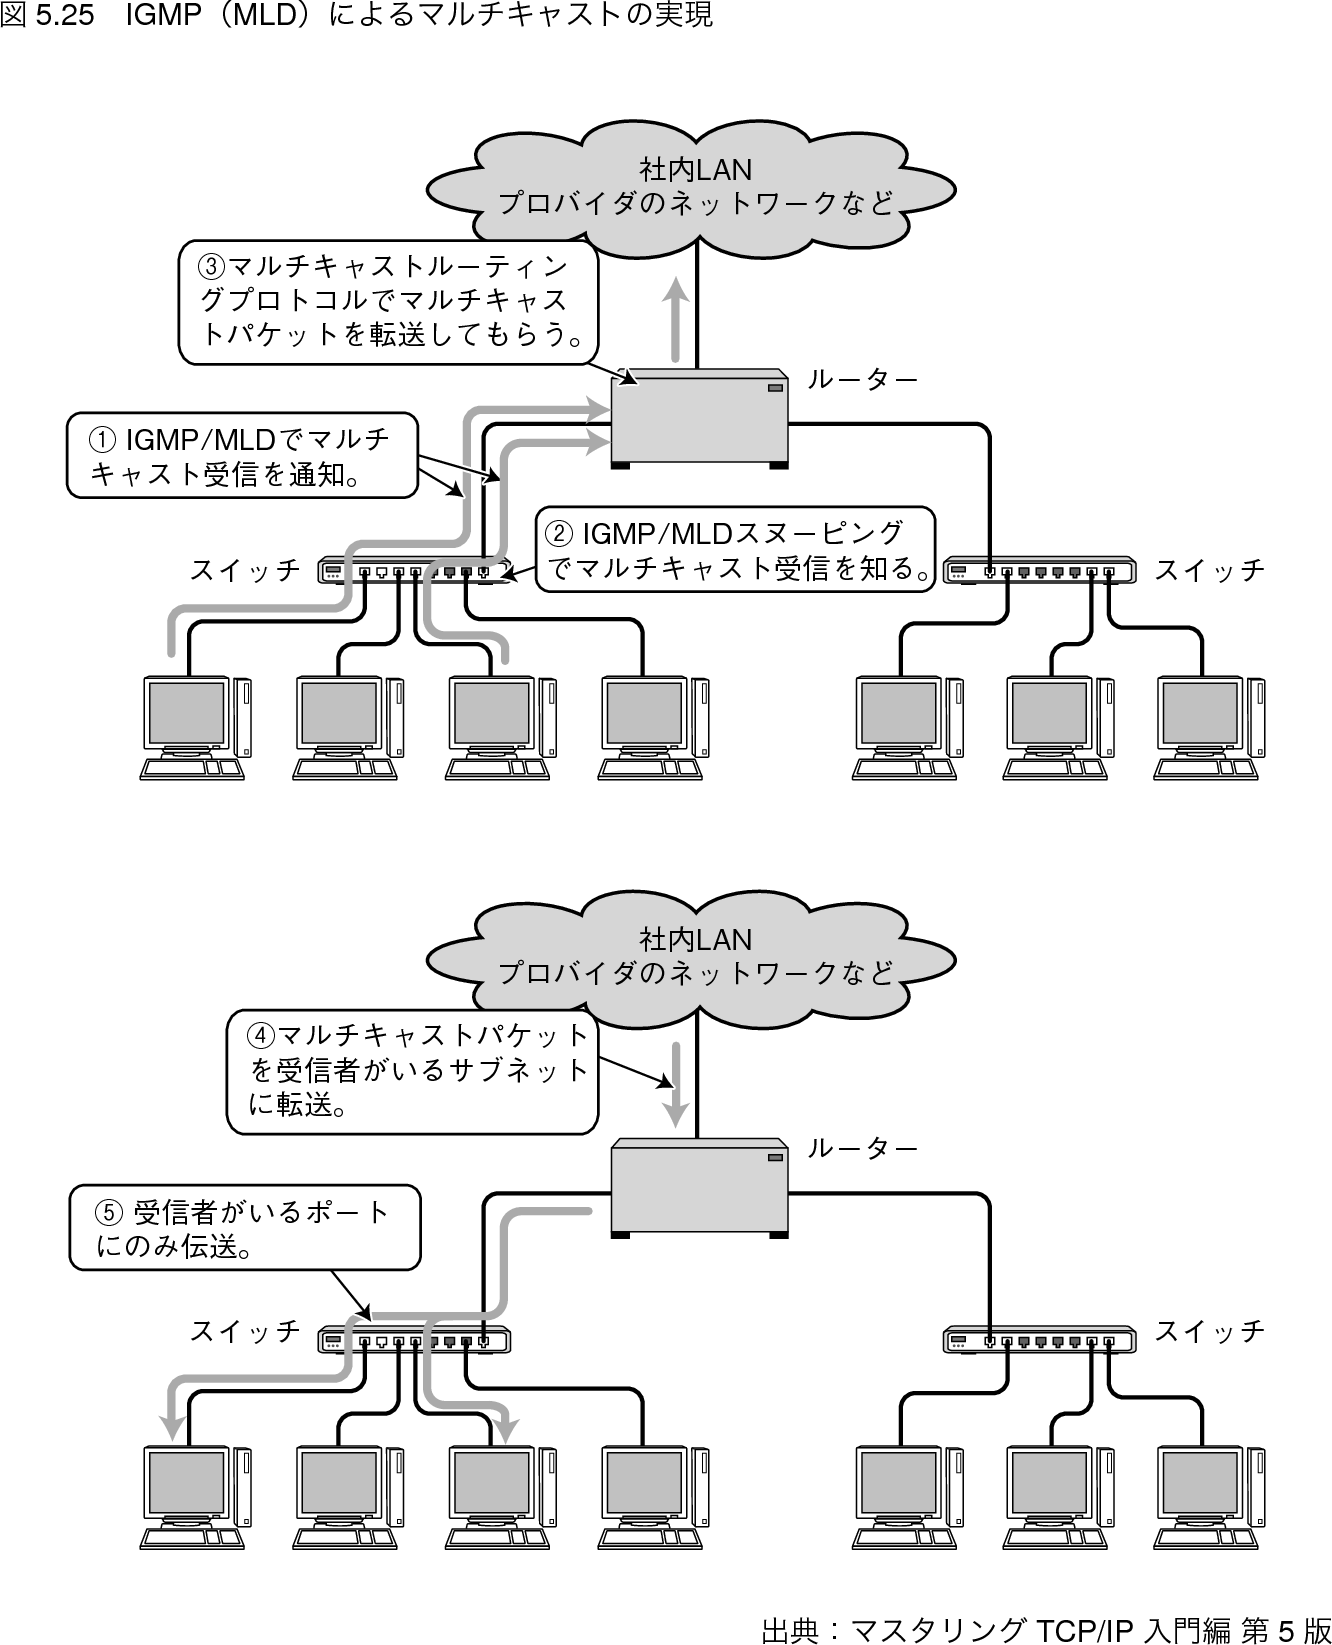 図 5.25　IGMP（MLD）によるマルチキャストの実現
社内LAN
プロバイダのネットワークなど
③マルチキャストルーティン
グプロトコルでマルチキャス
トパケットを転送してもらう。
ルーター
① IGMP/MLDでマルチ
キャスト受信を通知。
② IGMP/MLDスヌーピング
でマルチキャスト受信を知る。
スイッチ
スイッチ
社内LAN
プロバイダのネットワークなど
④マルチキャストパケット
を受信者がいるサブネット
に転送。
ルーター
⑤ 受信者がいるポート
にのみ伝送。
スイッチ
スイッチ
出典：マスタリング TCP/IP 入門編 第 5 版